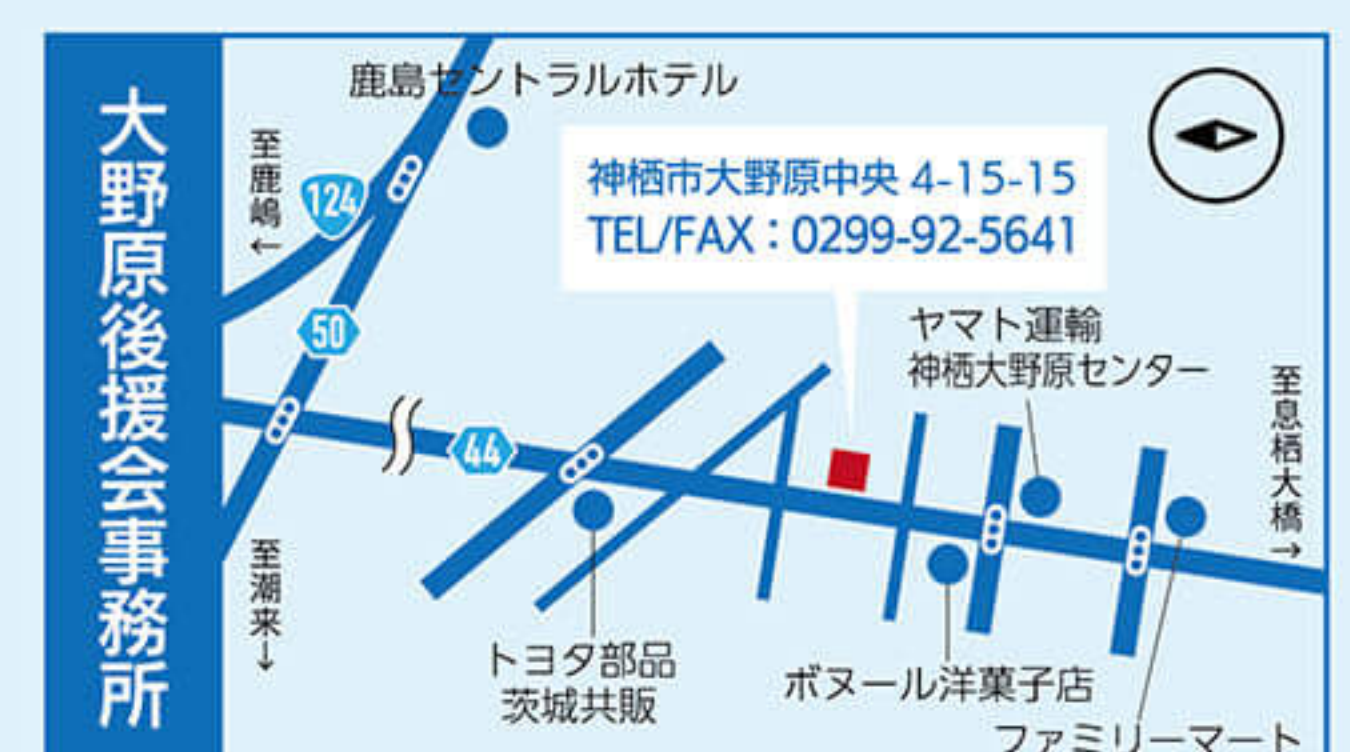 大野原後援会事務所
鹿島セントラルホテル
至鹿嶋←
124
神栖市大野原中央 4-15-15
TEL/FAX：0299-92-5641
50
ヤマト運輸
神栖大野原センター
至息栖大橋→
44
至潮来→
トヨタ部品
茨城共販
ボヌール洋菓子店
ファミリーマート